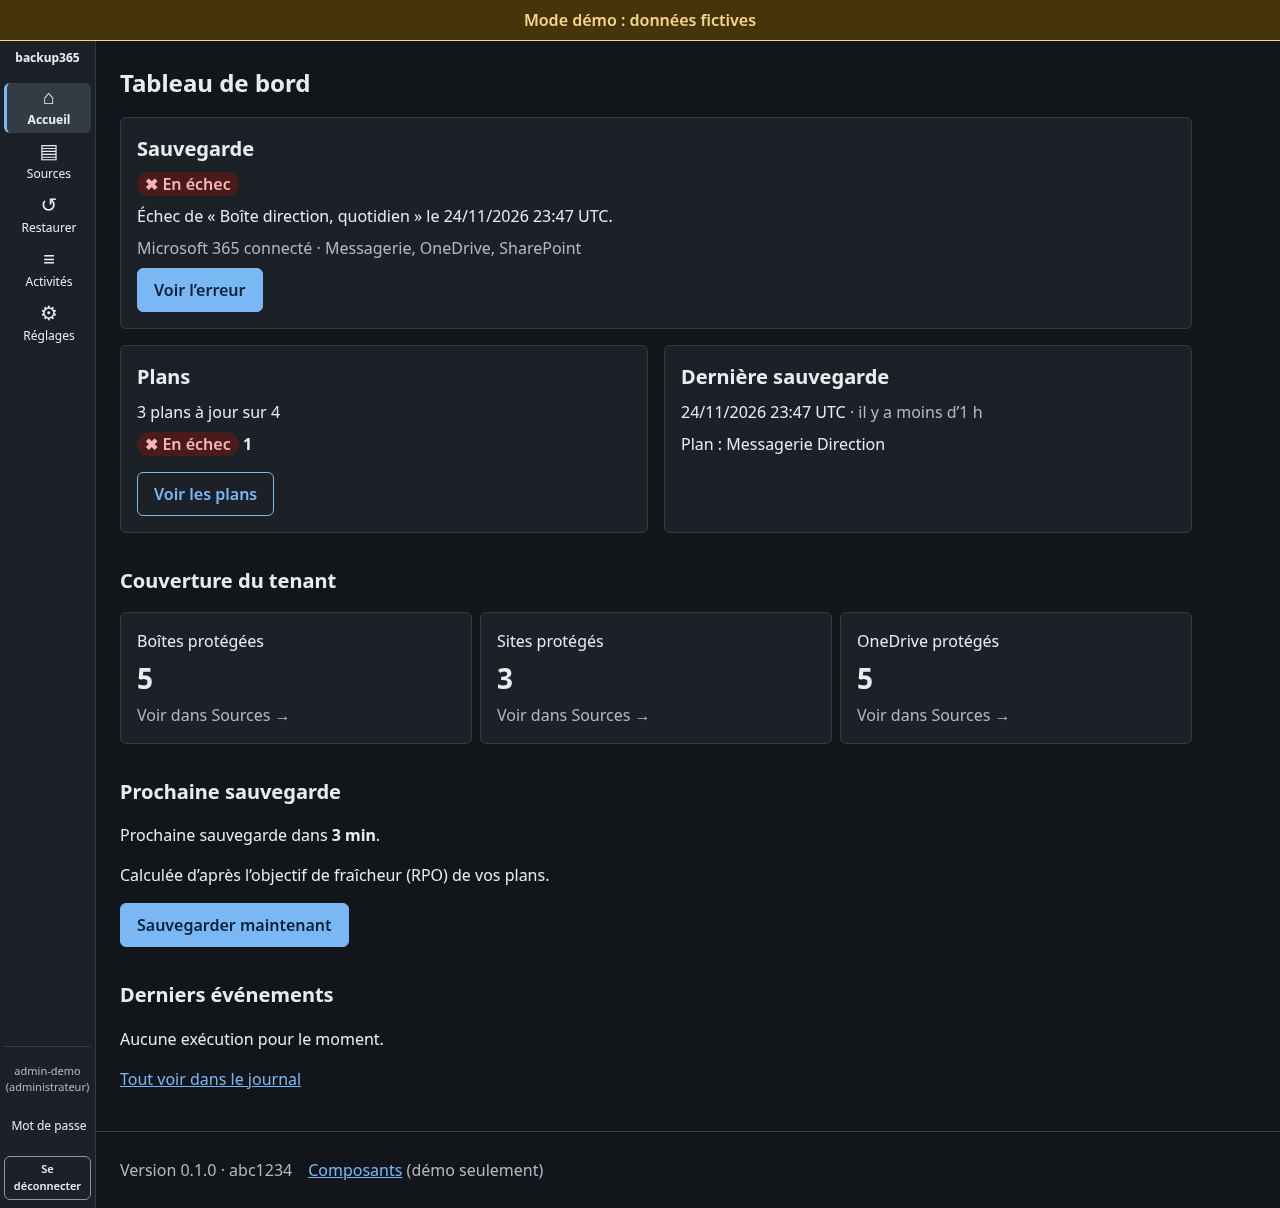 Mode démo : données fictives
backup365
Accueil
Sources
Restaurer
Activités
Réglages
admin-demo
(administrateur)
Mot de passe
Se
déconnecter
Tableau de bord
Sauvegarde
✖ En échec
Échec de « Boîte direction, quotidien » le 24/11/2026 23:47 UTC.
Microsoft 365 connecté · Messagerie, OneDrive, SharePoint
Voir l’erreur
Plans
3 plans à jour sur 4
✖ En échec 1
Voir les plans
Dernière sauvegarde
24/11/2026 23:47 UTC · il y a moins d’1 h
Plan : Messagerie Direction
Couverture du tenant
Boîtes protégées
5
Voir dans Sources →
Sites protégés
3
Voir dans Sources →
OneDrive protégés
5
Voir dans Sources →
Prochaine sauvegarde
Prochaine sauvegarde dans 3 min.
Calculée d’après l’objectif de fraîcheur (RPO) de vos plans.
Sauvegarder maintenant
Derniers événements
Aucune exécution pour le moment.
Tout voir dans le journal
Version 0.1.0 · abc1234 Composants (démo seulement)